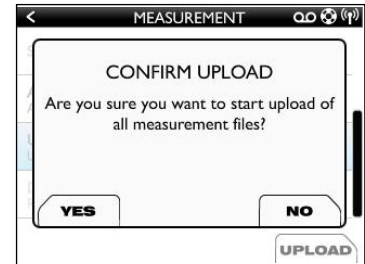 MEASUREMENT
CONFIRM UPLOAD
Are you sure you want to start upload of
all measurement files?
YES
NO
UPLOAD